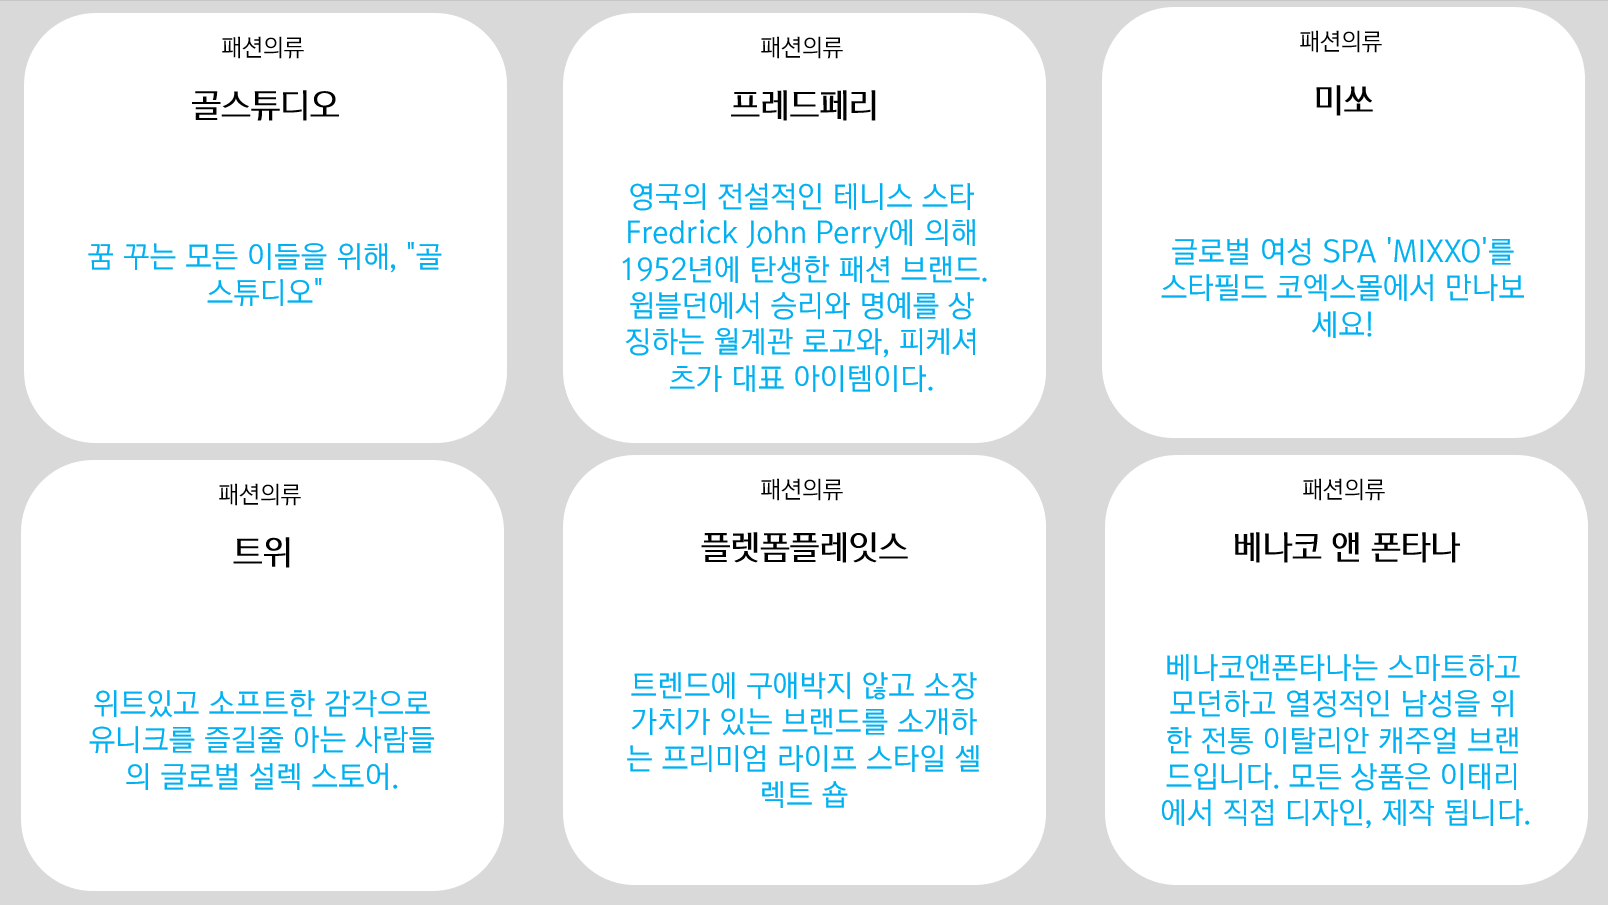 패션의류
골스튜디오
꿈 꾸는 모든 이들을 위해, "골
스튜디오"
패션의류
프레드페리
영국의 전설적인 테니스 스타
Fredrick John Perry에 의해
1952년에 탄생한 패션 브랜드.
윔블던에서 승리와 명예를 상
징하는 월계관 로고와, 피케셔
츠가 대표 아이템이다.
패션의류
미쏘
글로벌 여성 SPA 'MIXXO'를
스타필드 코엑스몰에서 만나보
세요!
패션의류
트위
위트있고 소프트한 감각으로
유니크를 즐길줄 아는 사람들
의 글로벌 설렉 스토어.
패션의류
플렛폼플레잇스
트렌드에 구애박지 않고 소장
가치가 있는 브랜드를 소개하
는 프리미엄 라이프 스타일 셀
렉트 숍
패션의류
베나코 앤 폰타나
베나코앤폰타나는 스마트하고
모던하고 열정적인 남성을 위
한 전통 이탈리안 캐주얼 브랜
드입니다. 모든 상품은 이태리
에서 직접 디자인, 제작 됩니다.